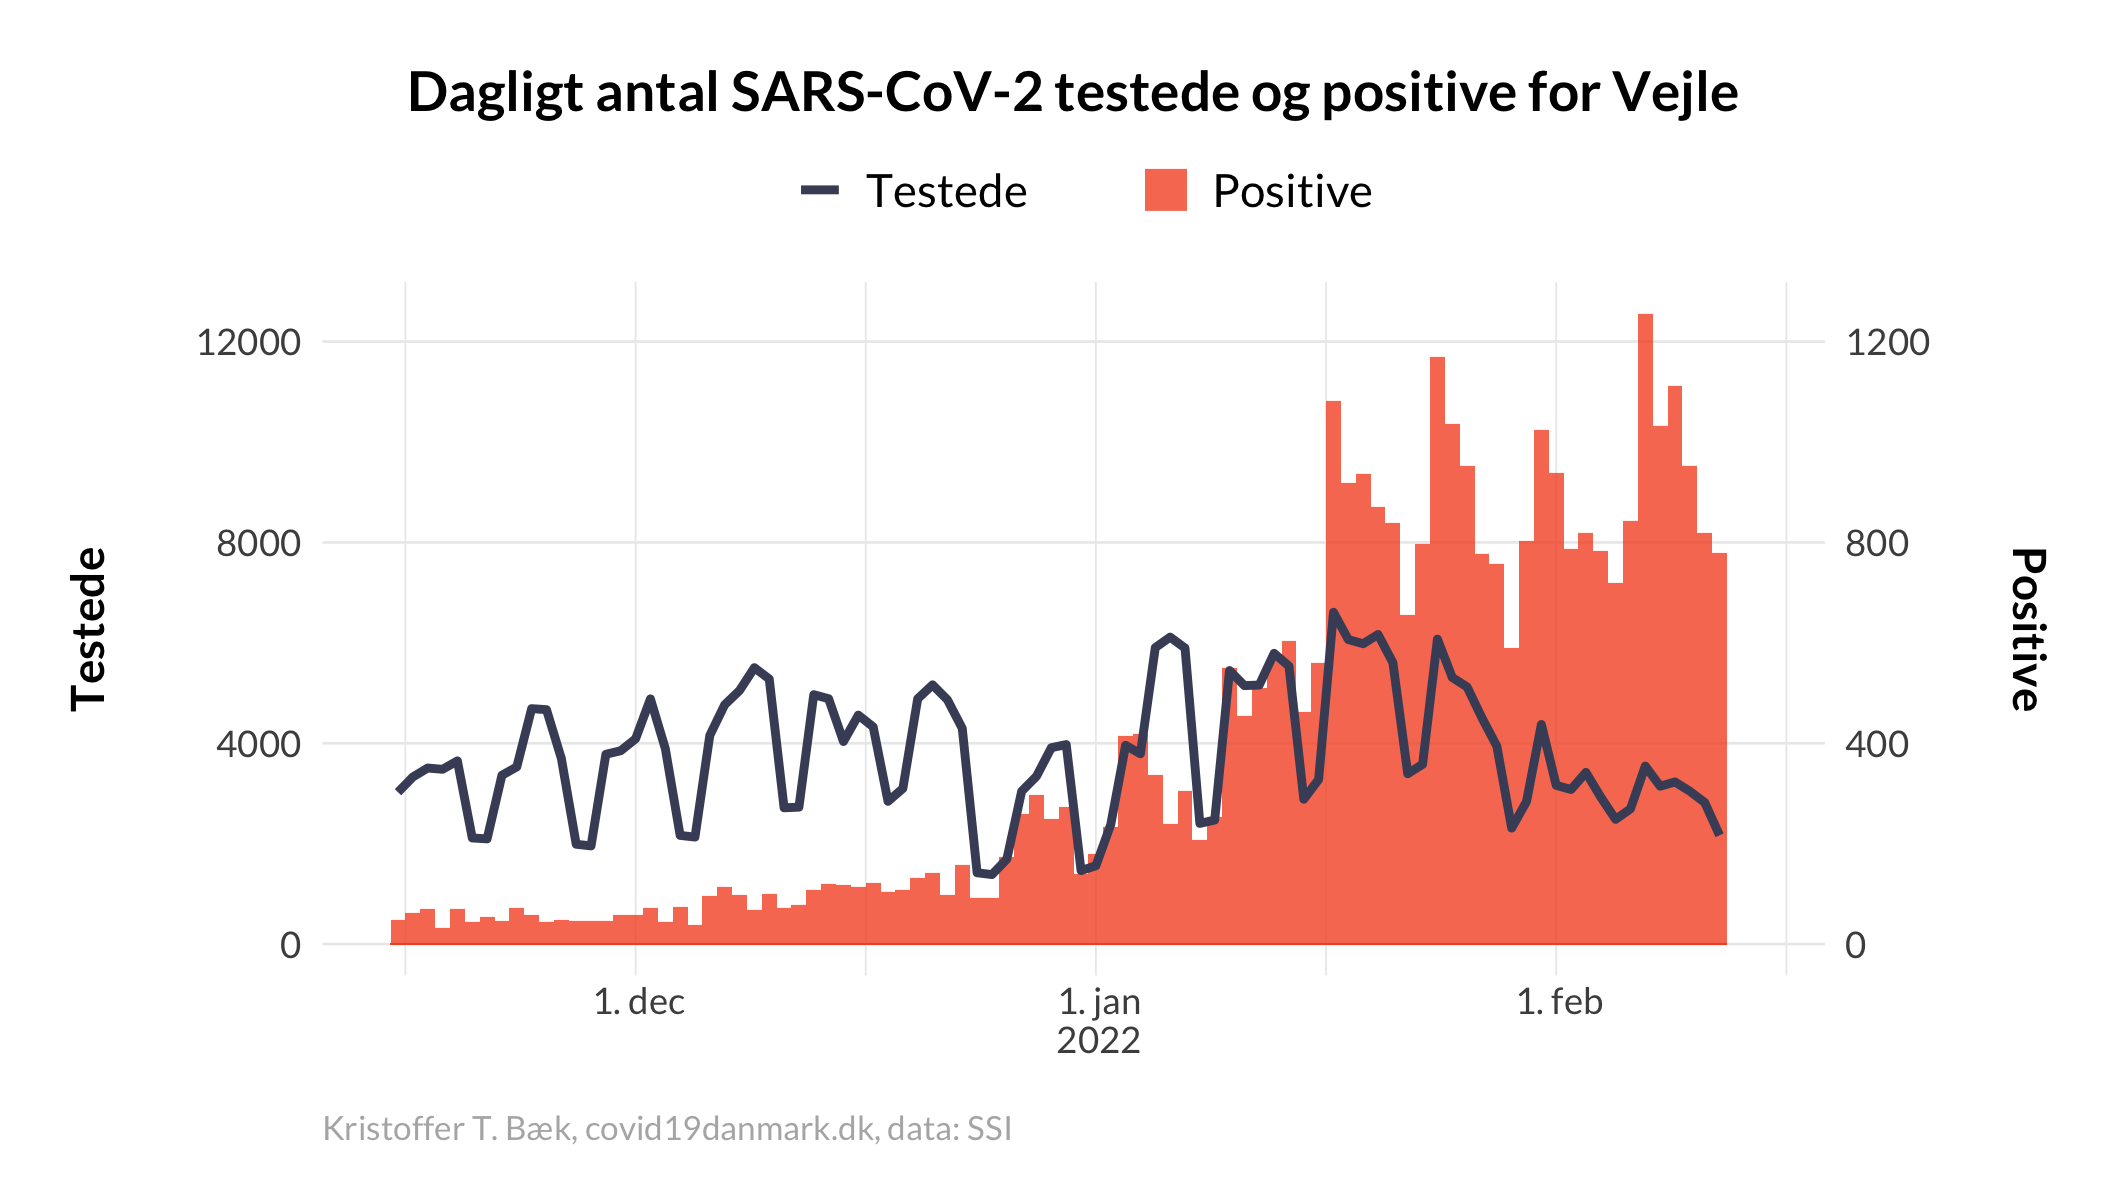 Dagligt antal SARS-CoV-2 testede og positive for Vejle
Testede
Positive
12000
8000
4000
0
Testede
1200
800
400
0
Positive
1. dec
1. jan
2022
1. feb
Kristoffer T. Bæk, covid19danmark.dk, data: SSI